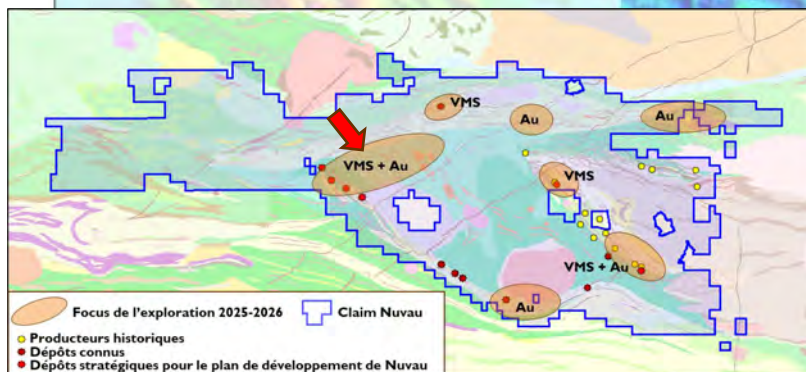 VMS
Au
Au
VMS + Au
VMS
VMS + Au
Au
Focus de l'exploration 2025-2026
Claim Nuvau
Producteurs historiques
Dépôts connus
Dépôts stratégiques pour le plan de développement de Nuvau